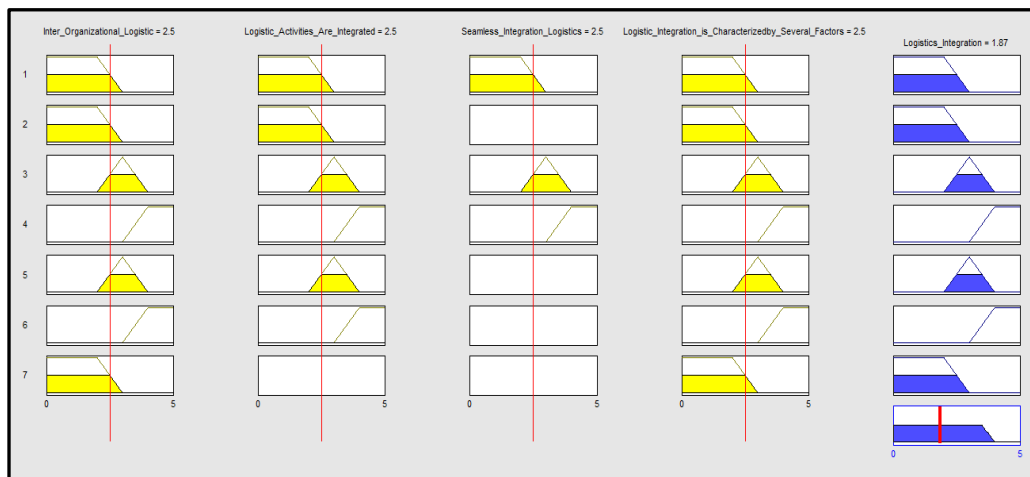 Inter_Organizational_Logistic = 2.5
Logistic_Activities_Are_Integrated = 2.5
Seamless_Integration_Logistics = 2.5
Logistic_Integration_is_Characterizedby_Several_Factors = 2.5
Logistics_Integration = 1.87
1
2
3
4
5
6
7
0 5
0 5
0 5
0 5
0 5